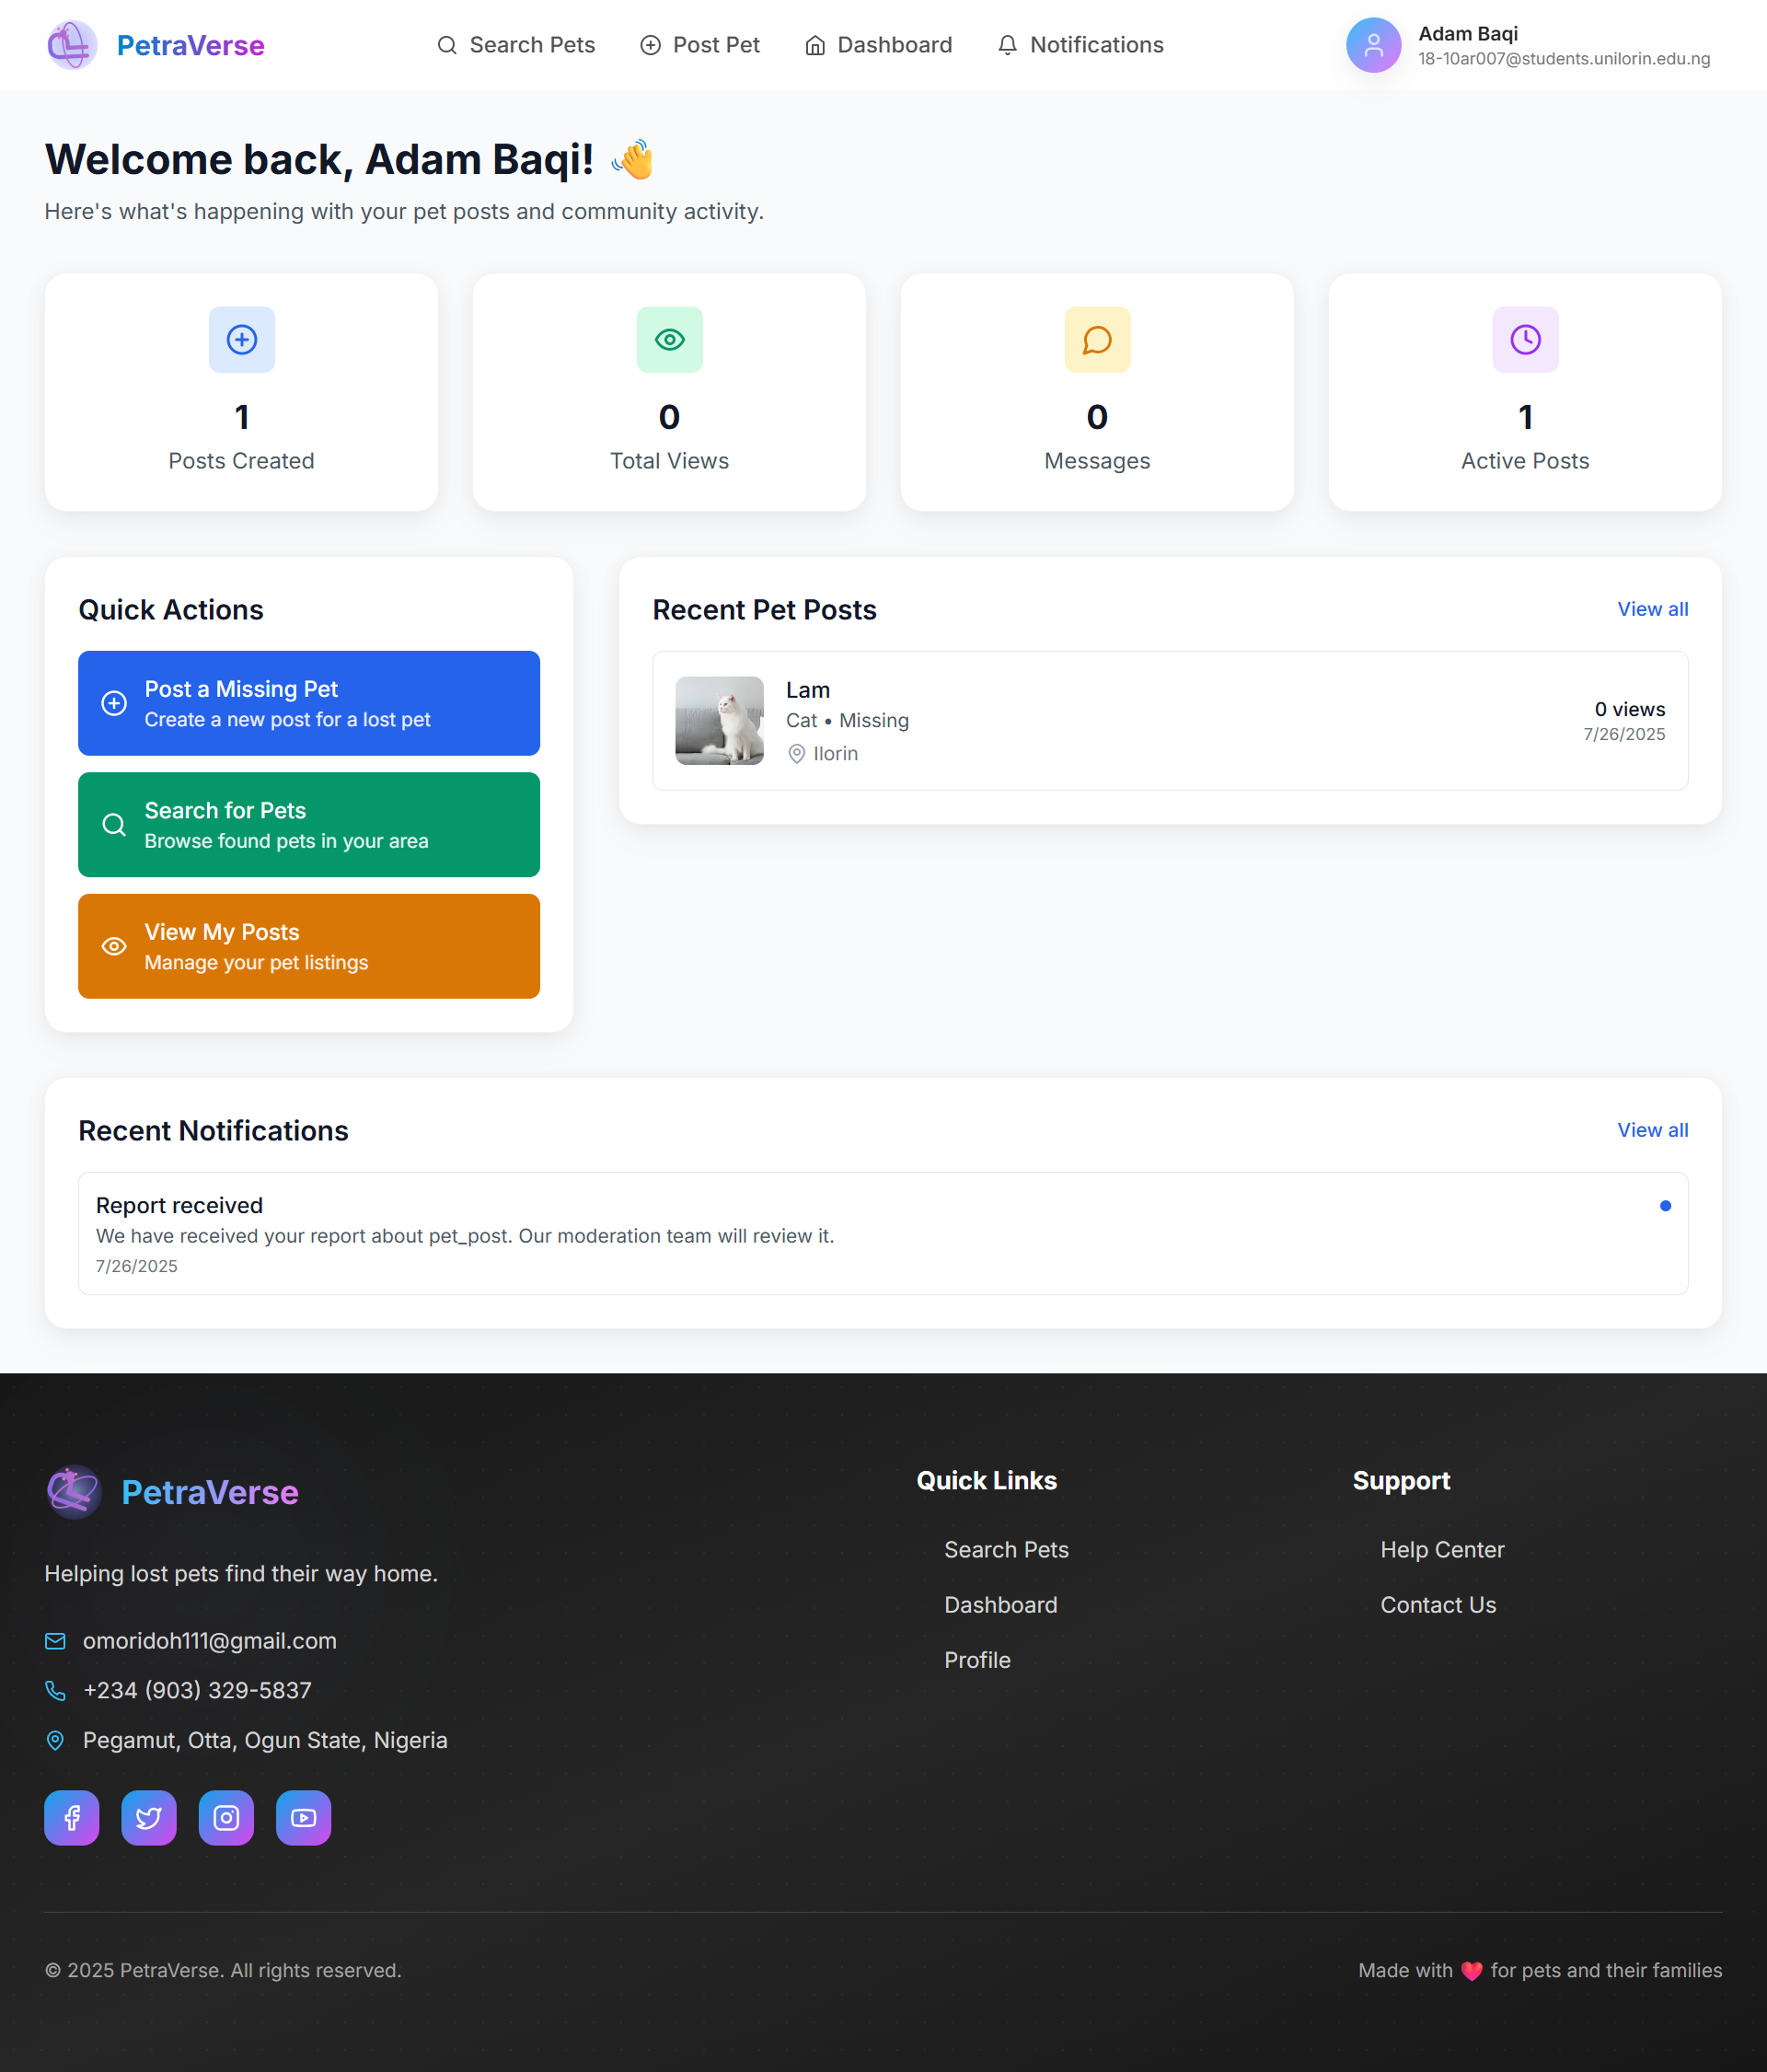 PetraVerse
Search Pets
Post Pet
Dashboard
Notifications
Adam Baqi
18-10ar007@students.unilorin.edu.ng
Welcome back, Adam Baqi! 👋
Here's what's happening with your pet posts and community activity.
1
Posts Created
0
Total Views
0
Messages
1
Active Posts
Quick Actions
Post a Missing Pet
Create a new post for a lost pet
Search for Pets
Browse found pets in your area
View My Posts
Manage your pet listings
Recent Pet Posts
View all
Lam
Cat • Missing
Ilorin
0 views
7/26/2025
Recent Notifications
View all
Report received
We have received your report about pet_post. Our moderation team will review it.
7/26/2025
PetraVerse
Helping lost pets find their way home.
omoridoh111@gmail.com
+234 (903) 329-5837
Pegamut, Otta, Ogun State, Nigeria
Quick Links
Search Pets
Dashboard
Profile
Support
Help Center
Contact Us
© 2025 PetraVerse. All rights reserved.
Made with ❤️ for pets and their families